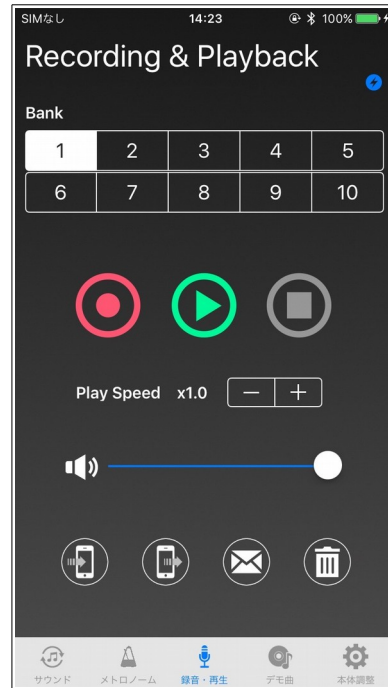 SIMなし 14:23 100%
Recording & Playback
Bank
1 2 3 4 5
6 7 8 9 10
Play Speed x1.0 − +
サウンド メトロノーム 録音・再生 デモ曲 本体調整